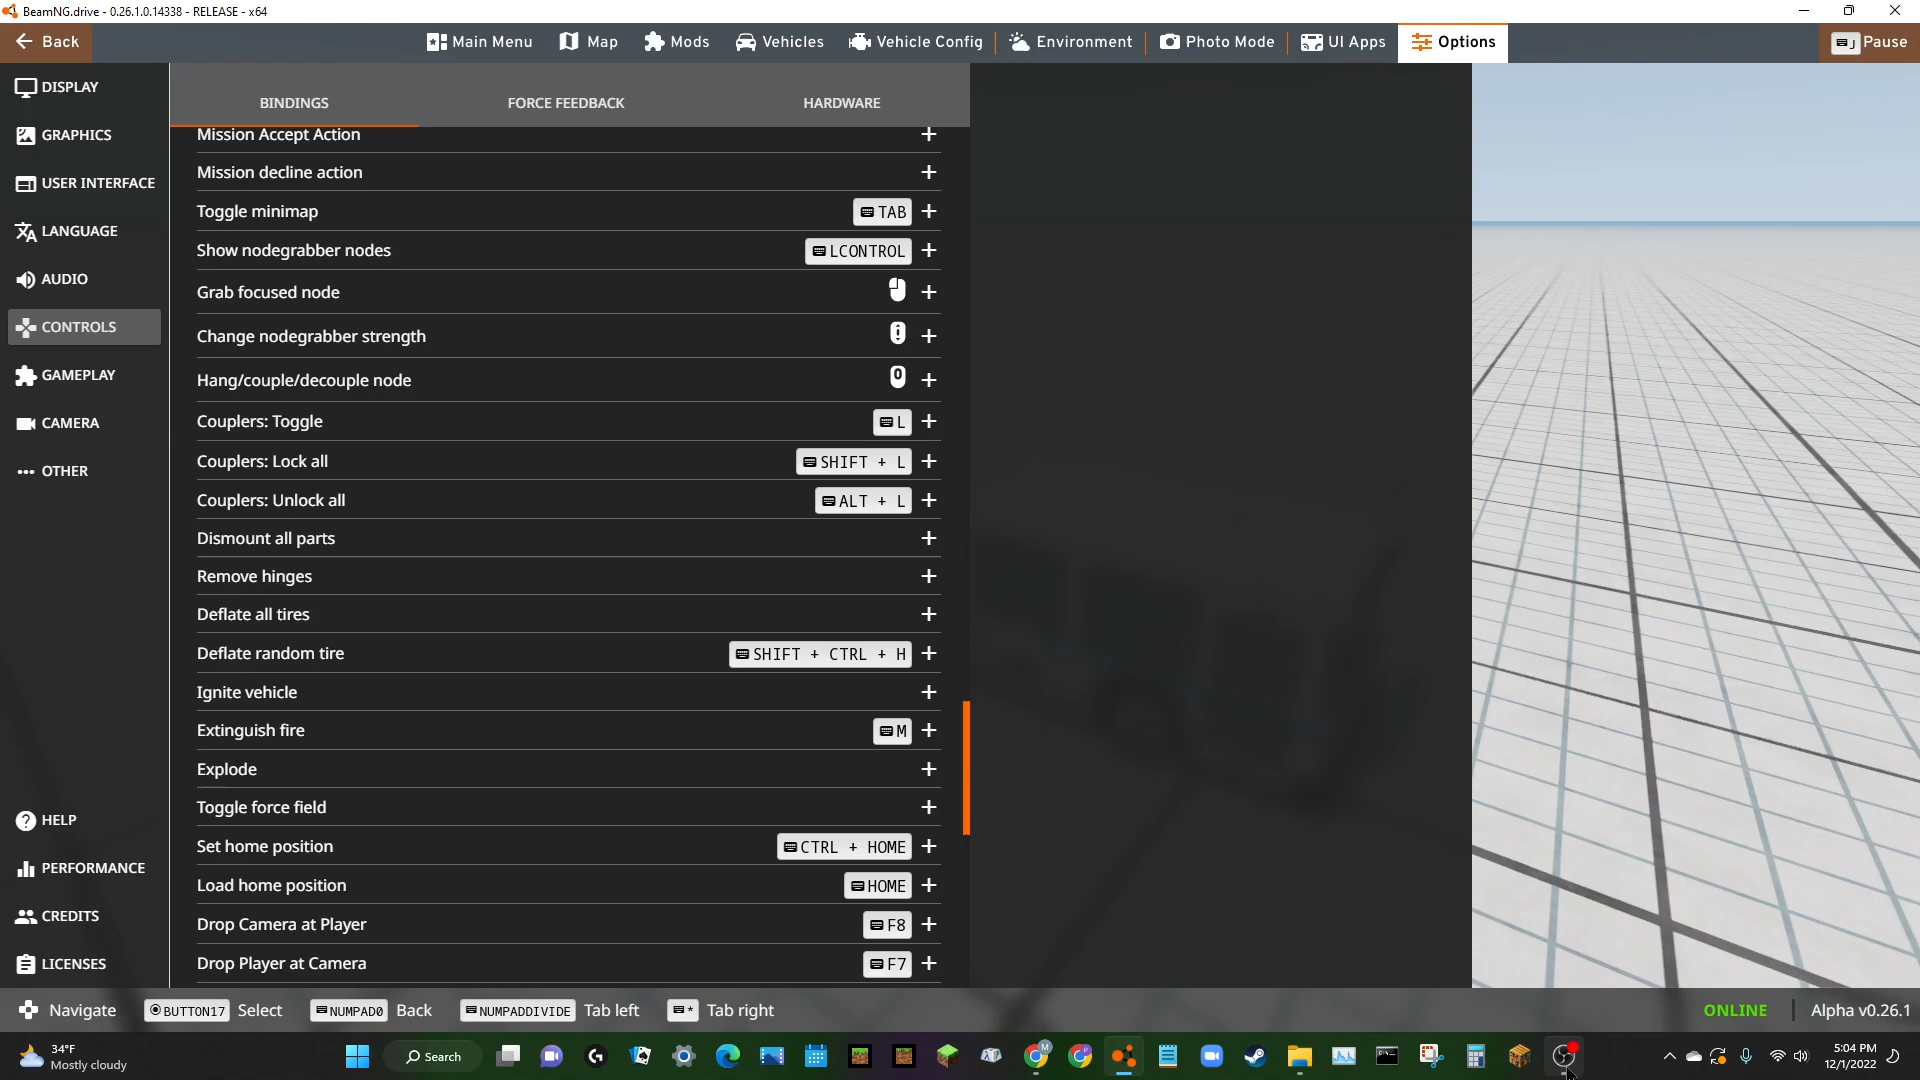 BeamNG.drive - 0.26.1.0.14338 - RELEASE - x64
Back
Main Menu
Map
Mods
Vehicles
Vehicle Config
Environment
Photo Mode
UI Apps
Options
J Pause
DISPLAY
GRAPHICS
USER INTERFACE
LANGUAGE
AUDIO
CONTROLS
GAMEPLAY
CAMERA
OTHER
HELP
PERFORMANCE
CREDITS
LICENSES
BINDINGS
FORCE FEEDBACK
HARDWARE
Mission Accept Action +
Mission decline action +
Toggle minimap TAB +
Show nodegrabber nodes LCONTROL +
Grab focused node +
Change nodegrabber strength +
Hang/couple/decouple node +
Couplers: Toggle L +
Couplers: Lock all SHIFT + L +
Couplers: Unlock all ALT + L +
Dismount all parts +
Remove hinges +
Deflate all tires +
Deflate random tire SHIFT + CTRL + H +
Ignite vehicle +
Extinguish fire M +
Explode +
Toggle force field +
Set home position CTRL + HOME +
Load home position HOME +
Drop Camera at Player F8 +
Drop Player at Camera F7 +
Navigate BUTTON17 Select NUMPAD0 Back NUMPADDIVIDE Tab left * Tab right
ONLINE
Alpha v0.26.1
34°F
Mostly cloudy
Search
5:04 PM
12/1/2022